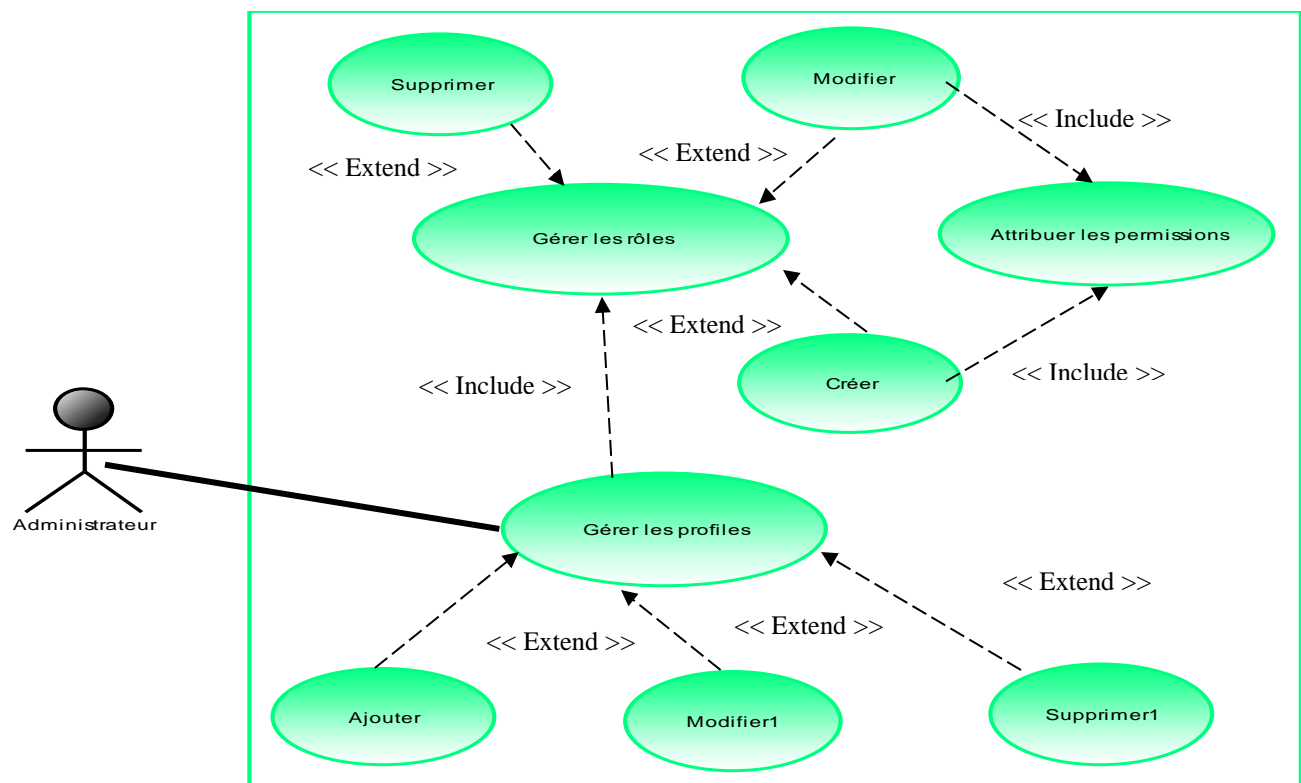 Supprimer
Modifier
<< Include >>
<< Extend >>
<< Extend >>
Gérer les rôles
Attribuer les permissions
<< Extend >>
<< Include >>
Créer
<< Include >>
Administrateur
Gérer les profiles
<< Extend >>
<< Extend >>
<< Extend >>
Ajouter
Modifier1
Supprimer1